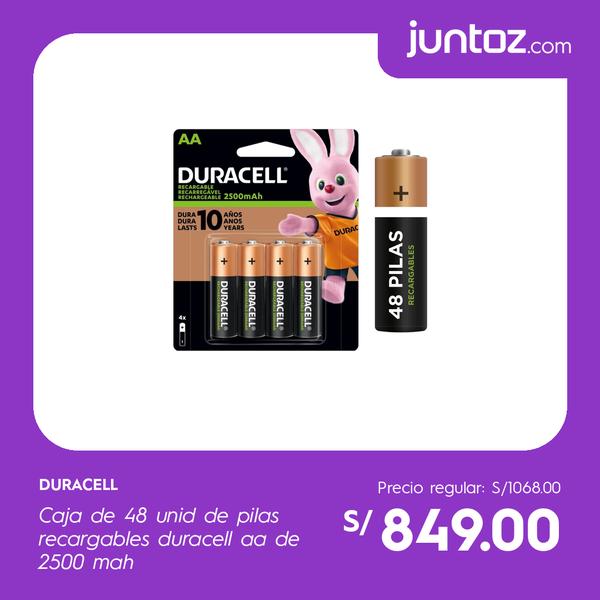 juntoz.com
AA
DURACELL
RECARGABLE
RECARREGÁVEL
RECHARGEABLE 2500mAh
DURA
DURA
LASTS
10
AÑOS
ANOS
YEARS
DURAC
DURACELL
DURACELL
DURACELL
DURACELL
4x
+
48 PILAS
RECARGABLES
DURACELL
Caja de 48 unid de pilas
recargables duracell aa de
2500 mah
Precio regular: S/1068.00
S/ 849.00